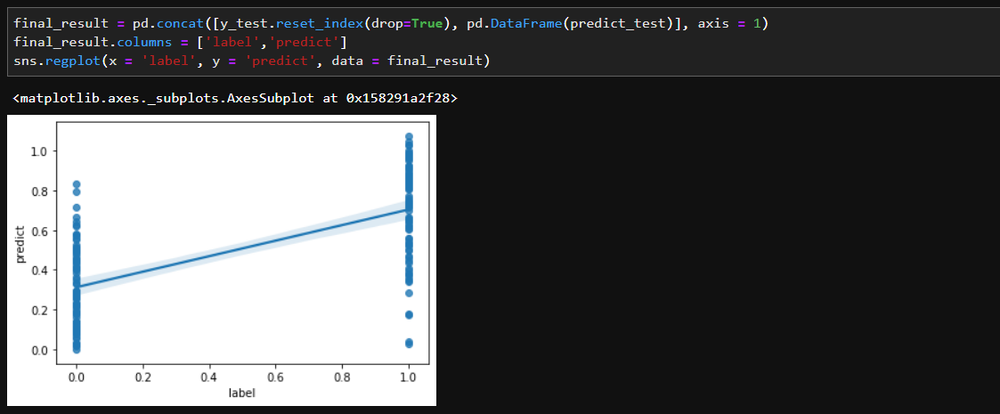 final_result = pd.concat([y_test.reset_index(drop=True), pd.DataFrame(predict_test)], axis = 1)
final_result.columns = ['label','predict']
sns.regplot(x = 'label', y = 'predict', data = final_result)
<matplotlib.axes._subplots.AxesSubplot at 0x158291a2f28>
1.0
0.8
0.6
0.4
0.2
0.0
predict
0.0 0.2 0.4 0.6 0.8 1.0
label